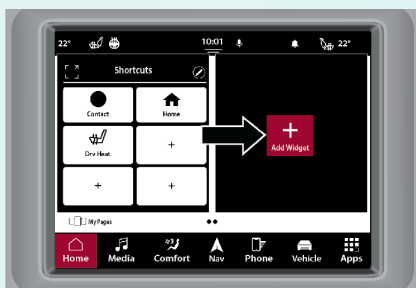 22° 10:01 22°
Shortcuts
Contact Home
Add Widget
Drv Heat +
+ +
My Pages
Home Media Comfort Nav Phone Vehicle Apps